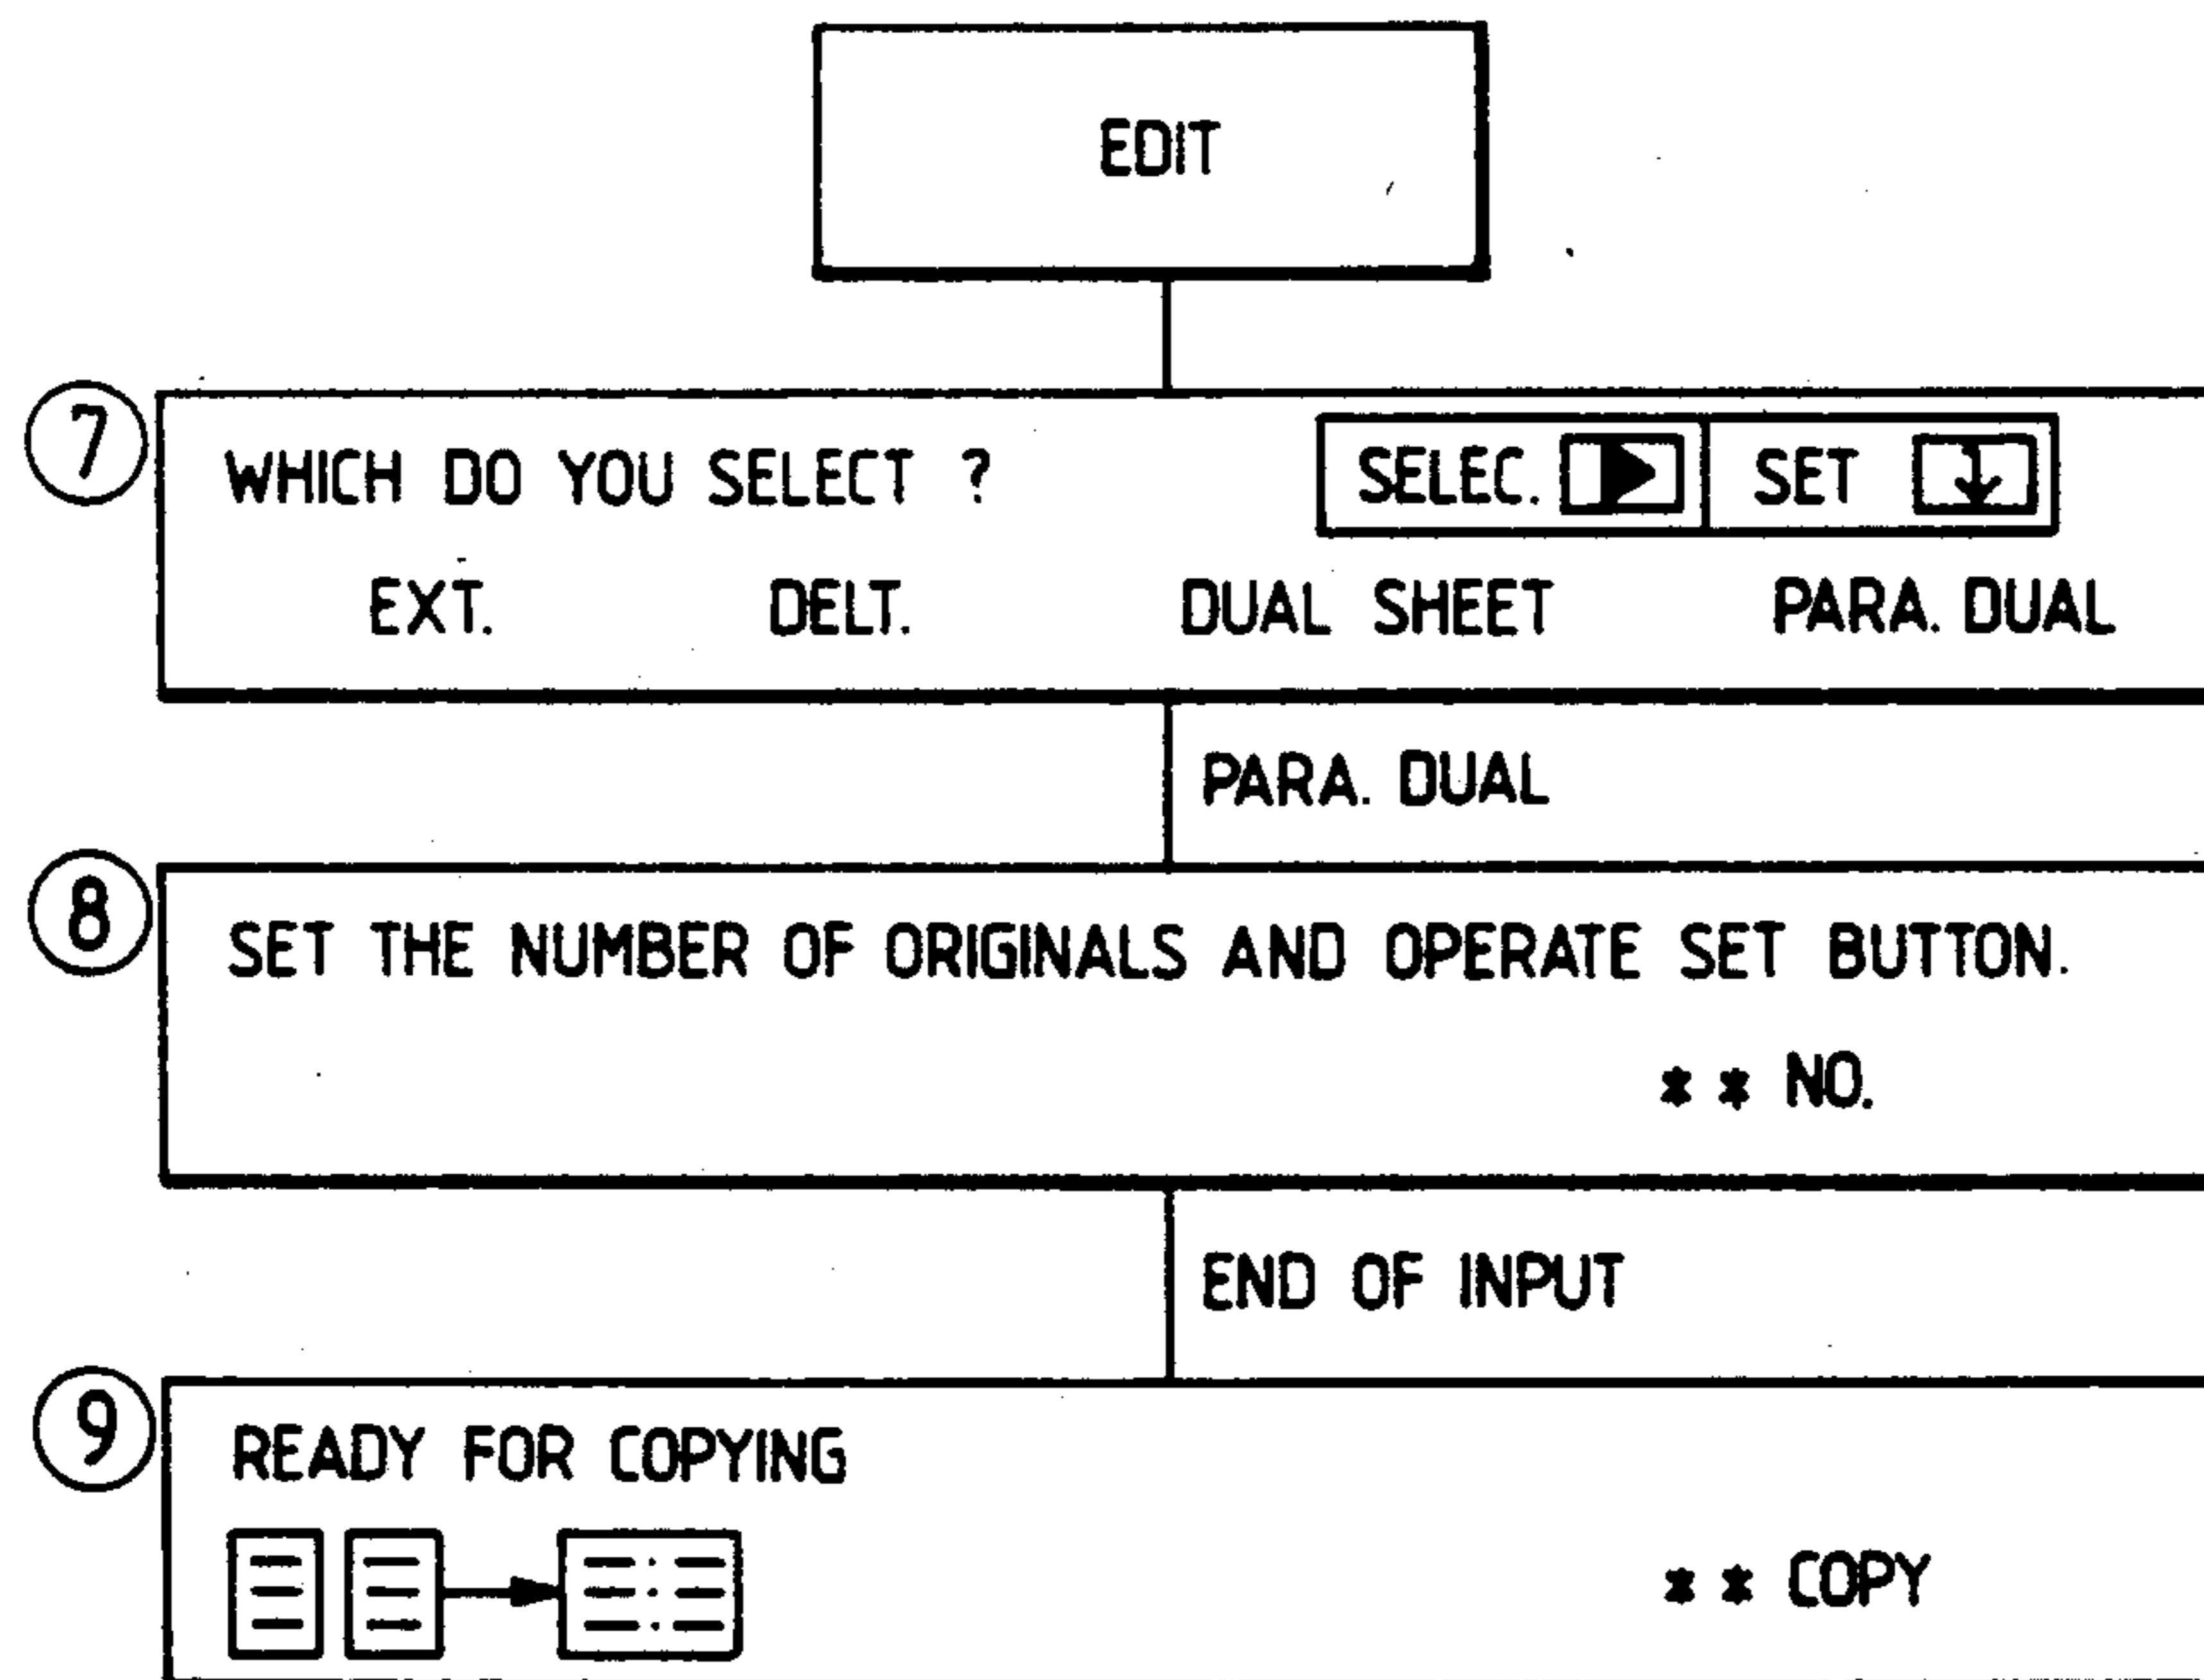 EDIT
7
WHICH DO YOU SELECT ? SELEC. SET
EXT. DELT. DUAL SHEET PARA. DUAL
PARA. DUAL
8
SET THE NUMBER OF ORIGINALS AND OPERATE SET BUTTON.
** NO.
END OF INPUT
9
READY FOR COPYING
** COPY